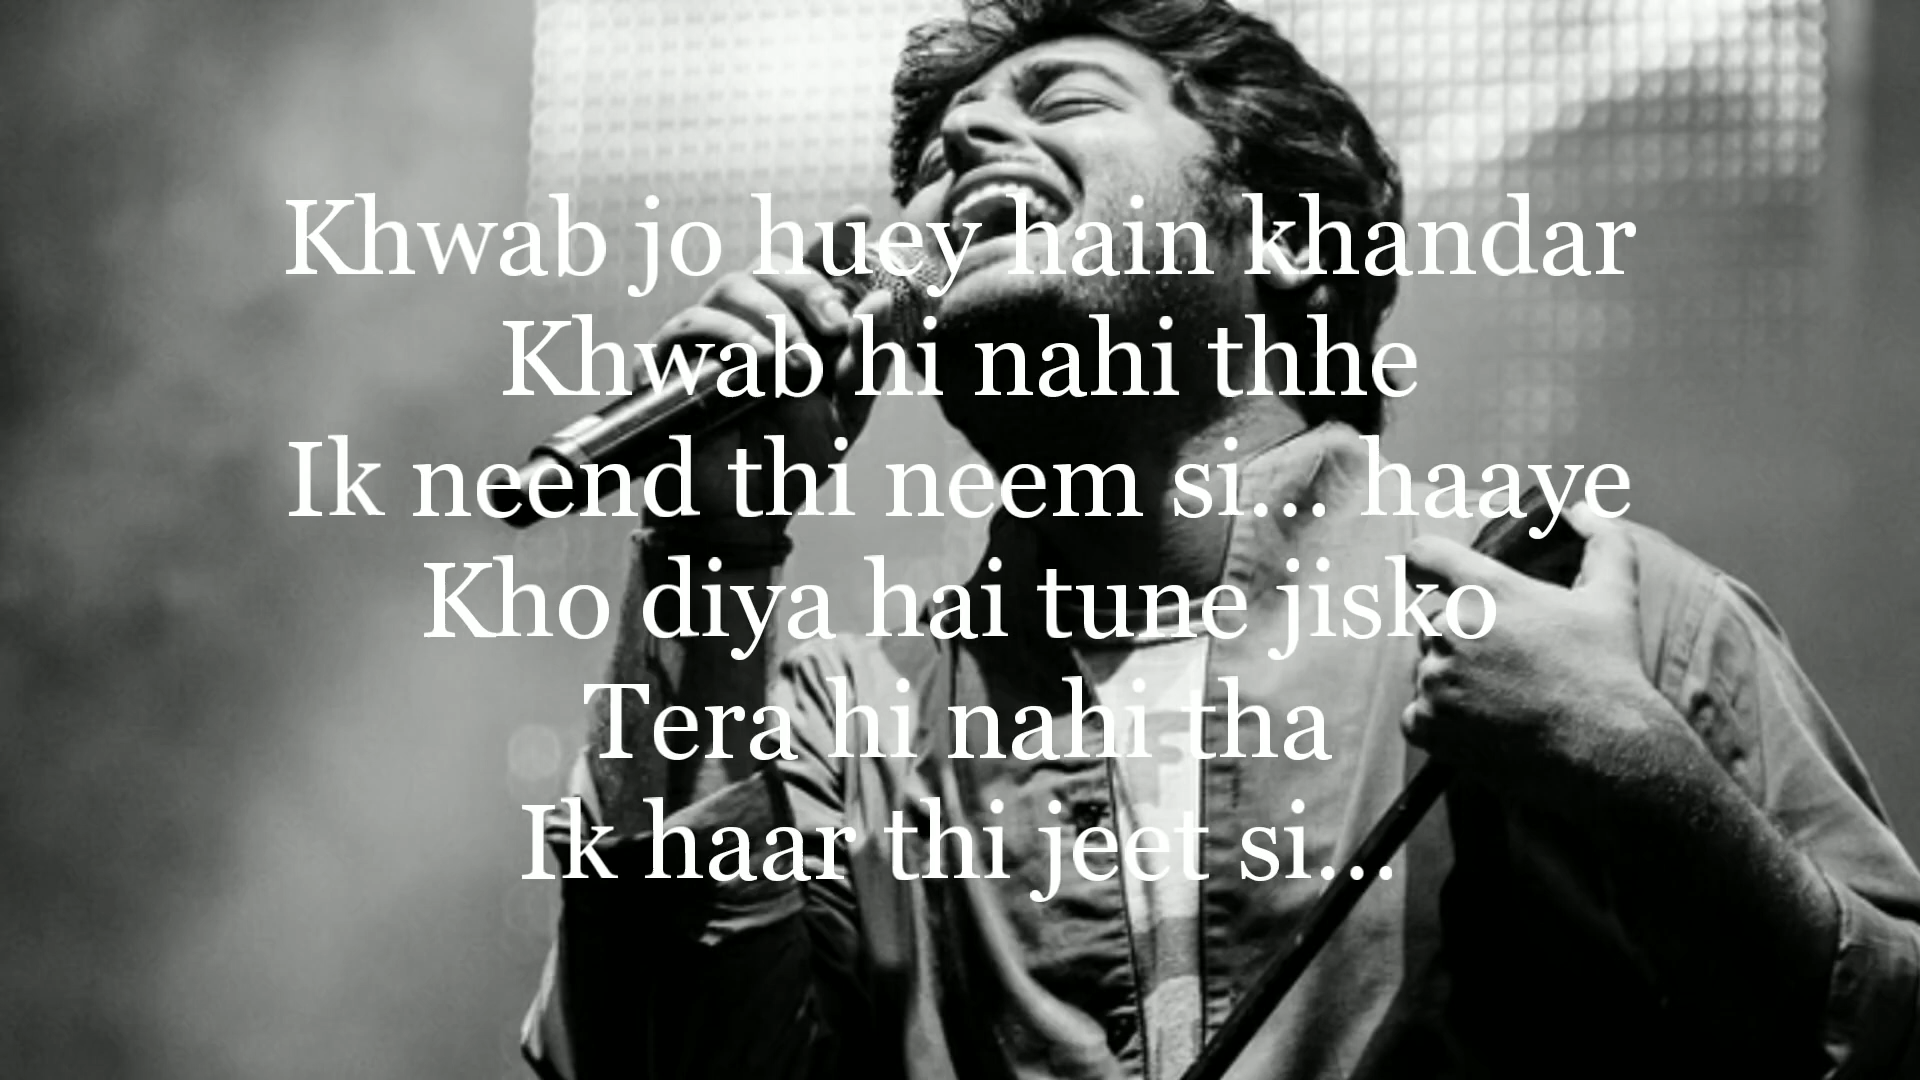 Khwab jo huey hain khandar
Khwab hi nahi thhe
Ik neend thi neem si... haaye
Kho diya hai tune jisko
Tera hi nahi tha
Ik haar thi jeet si...